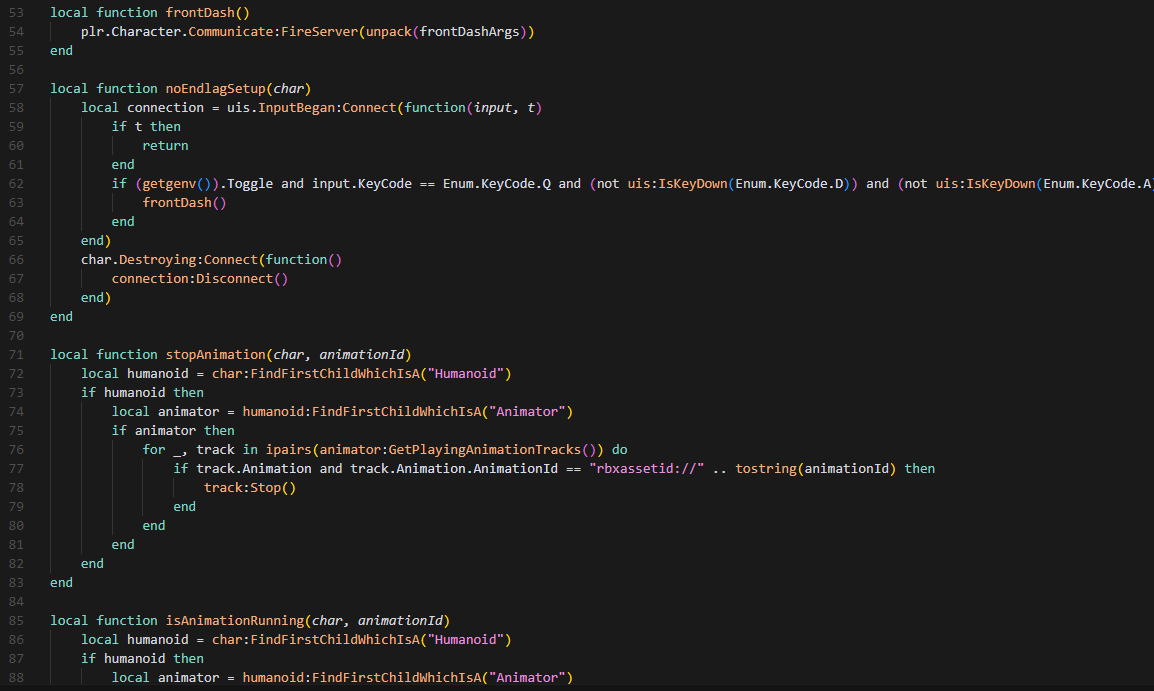 53 local function frontDash()
54     plr.Character.Communicate:FireServer(unpack(frontDashArgs))
55 end
56
57 local function noEndlagSetup(char)
58     local connection = uis.InputBegan:Connect(function(input, t)
59         if t then
60             return
61         end
62         if (getgenv()).Toggle and input.KeyCode == Enum.KeyCode.Q and (not uis:IsKeyDown(Enum.KeyCode.D)) and (not uis:IsKeyDown(Enum.KeyCode.A)
63             frontDash()
64         end
65     end)
66     char.Destroying:Connect(function()
67         connection:Disconnect()
68     end)
69 end
70
71 local function stopAnimation(char, animationId)
72     local humanoid = char:FindFirstChildWhichIsA("Humanoid")
73     if humanoid then
74         local animator = humanoid:FindFirstChildWhichIsA("Animator")
75         if animator then
76             for _, track in ipairs(animator:GetPlayingAnimationTracks()) do
77                 if track.Animation and track.Animation.AnimationId == "rbxassetid://" .. tostring(animationId) then
78                     track:Stop()
79                 end
80             end
81         end
82     end
83 end
84
85 local function isAnimationRunning(char, animationId)
86     local humanoid = char:FindFirstChildWhichIsA("Humanoid")
87     if humanoid then
88         local animator = humanoid:FindFirstChildWhichIsA("Animator")